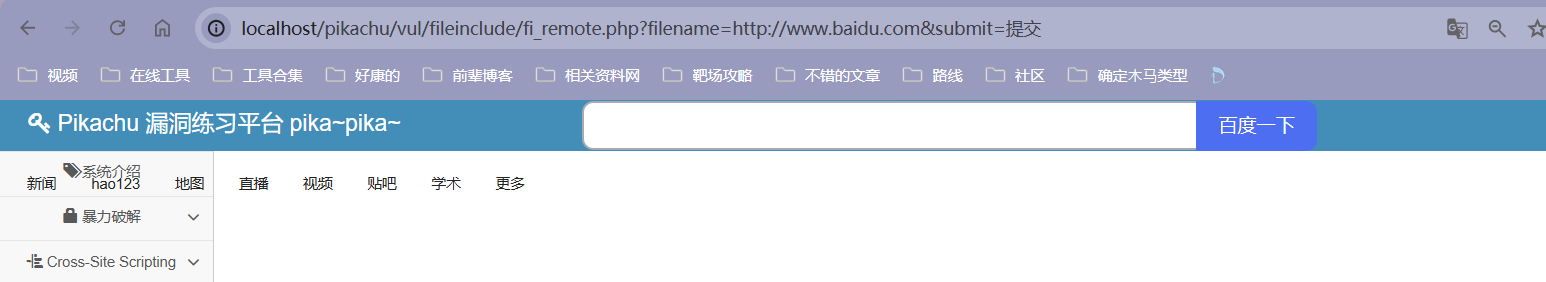 localhost/pikachu/vul/fileinclude/fi_remote.php?filename=http://www.baidu.com&submit=提交
视频 在线工具 工具合集 好康的 前辈博客 相关资料网 靶场攻略 不错的文章 路线 社区 确定木马类型
Pikachu 漏洞练习平台 pika~pika~ 百度一下
系统介绍
新闻 hao123 地图 直播 视频 贴吧 学术 更多
暴力破解
Cross-Site Scripting